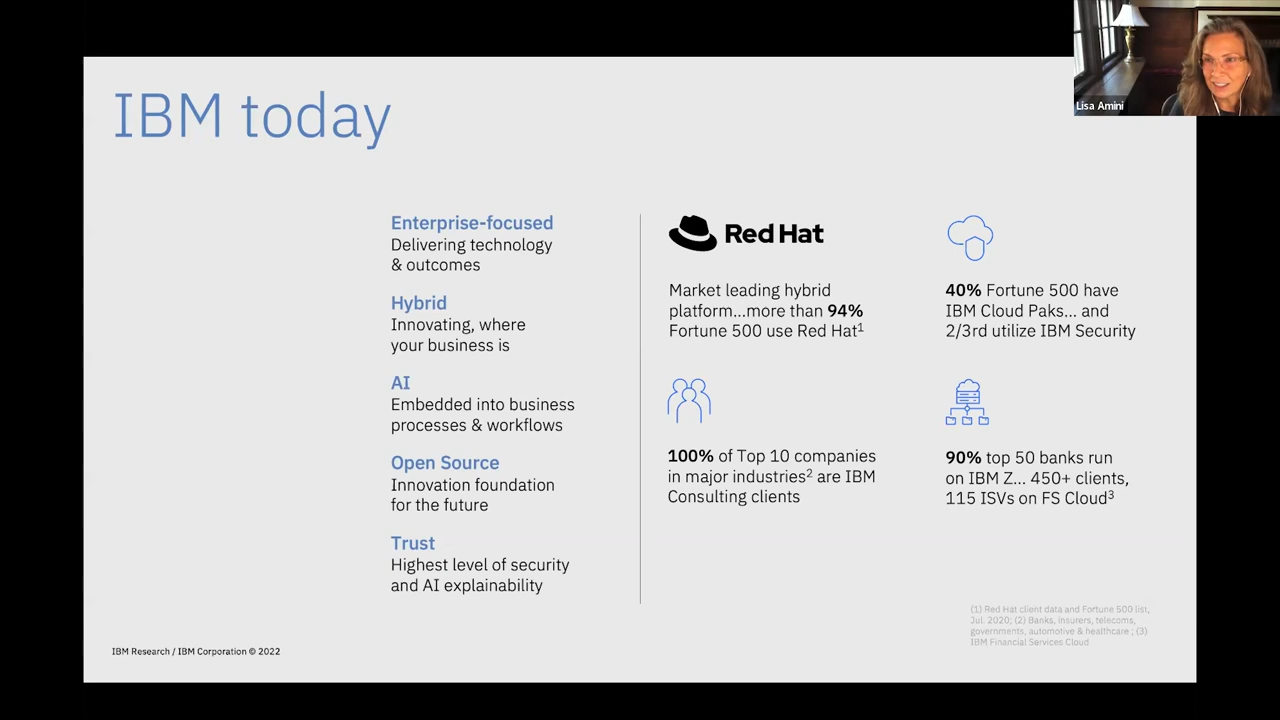 Lisa Amini
IBM today
Enterprise-focused
Delivering technology
& outcomes
Hybrid
Innovating, where
your business is
AI
Embedded into business
processes & workflows
Open Source
Innovation foundation
for the future
Trust
Highest level of security
and AI explainability
Red Hat
Market leading hybrid
platform...more than 94%
Fortune 500 use Red Hat¹
40% Fortune 500 have
IBM Cloud Paks... and
2/3rd utilize IBM Security
100% of Top 10 companies
in major industries² are IBM
Consulting clients
90% top 50 banks run
on IBM Z... 450+ clients,
115 ISVs on FS Cloud³
(1) Red Hat client data and Fortune 500 list,
Jul. 2020; (2) Banks, insurers, telecoms,
governments, automotive & healthcare ; (3)
IBM Financial Services Cloud
IBM Research / IBM Corporation © 2022